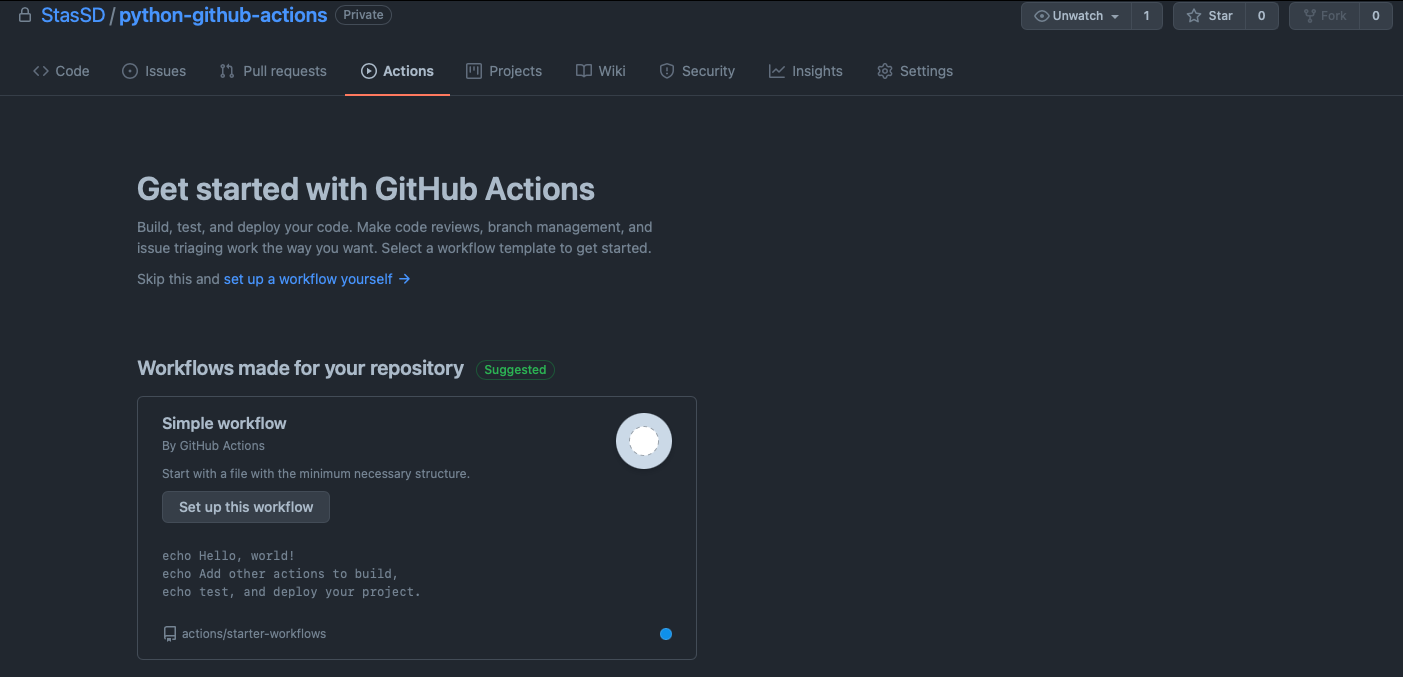 StasSD / python-github-actions Private Unwatch 1 Star 0 Fork 0
Code Issues Pull requests Actions Projects Wiki Security Insights Settings
Get started with GitHub Actions
Build, test, and deploy your code. Make code reviews, branch management, and
issue triaging work the way you want. Select a workflow template to get started.
Skip this and set up a workflow yourself →
Workflows made for your repository Suggested
Simple workflow
By GitHub Actions
Start with a file with the minimum necessary structure.
Set up this workflow
echo Hello, world!
echo Add other actions to build,
echo test, and deploy your project.
actions/starter-workflows